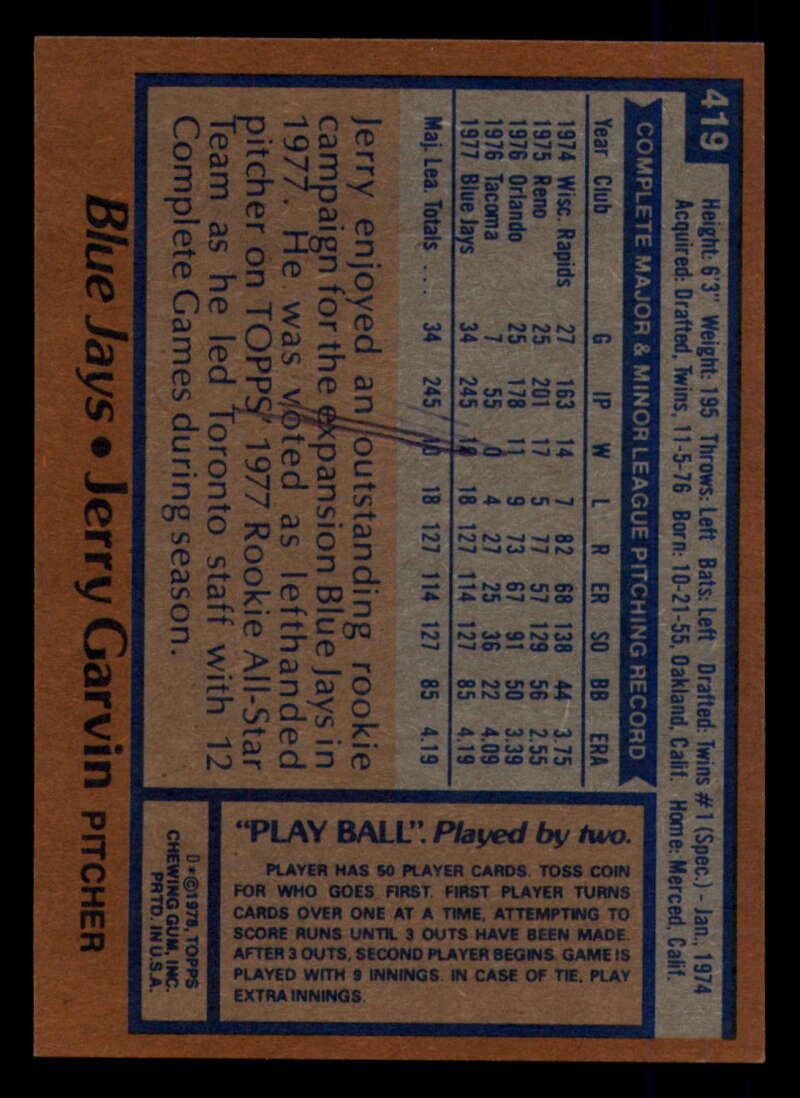 419
Height: 6'3" Weight: 195 Throws: Left Bats: Left Drafted: Twins #1 (Spec.) - Jan., 1974
Acquired: Drafted, Twins, 11-5-76 Born: 10-21-55, Oakland, Calif. Home: Merced, Calif.
COMPLETE MAJOR & MINOR LEAGUE PITCHING RECORD
Year Club G IP W L R ER SO BB ERA
1974 Wisc. Rapids 27 163 14 7 82 68 138 44 3.75
1975 Reno 25 201 17 5 77 57 129 56 2.55
1976 Orlando 25 178 11 9 73 67 91 50 3.39
1976 Tacoma 7 55 0 4 27 25 36 22 4.09
1977 Blue Jays 34 245 10 18 127 114 127 85 4.19
Maj. Lea. Totals .... 34 245 10 18 127 114 127 85 4.19
Jerry enjoyed an outstanding rookie
campaign for the expansion Blue Jays in
1977. He was voted as lefthanded
pitcher on TOPPS' 1977 Rookie All-Star
Team as he led Toronto staff with 12
Complete Games during season.
"PLAY BALL". Played by two.
PLAYER HAS 50 PLAYER CARDS. TOSS COIN
FOR WHO GOES FIRST. FIRST PLAYER TURNS
CARDS OVER ONE AT A TIME, ATTEMPTING TO
SCORE RUNS UNTIL 3 OUTS HAVE BEEN MADE.
AFTER 3 OUTS, SECOND PLAYER BEGINS. GAME IS
PLAYED WITH 9 INNINGS. IN CASE OF TIE, PLAY
EXTRA INNINGS.
D*©1978, TOPPS
CHEWING GUM, INC.
PRTD. IN U.S.A.
Blue Jays • Jerry Garvin PITCHER